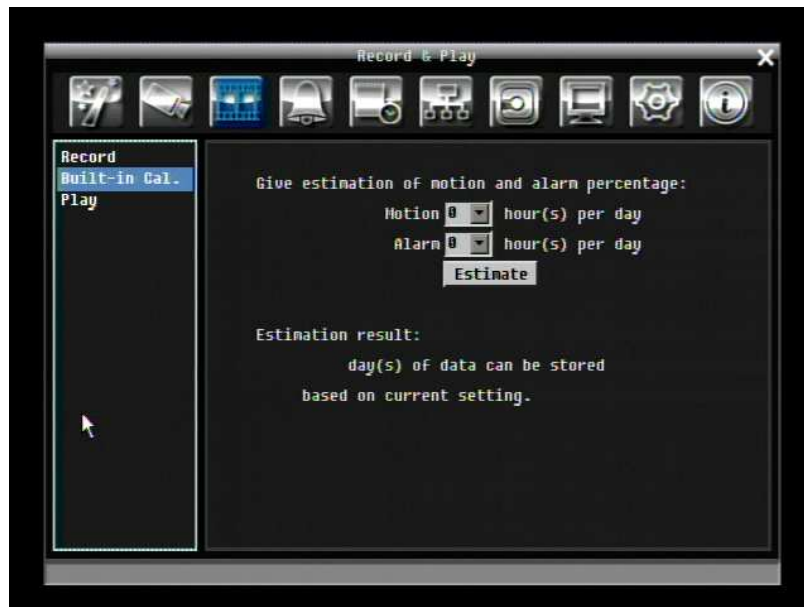 Record & Play
Record
Built-in Cal.
Play
Give estimation of motion and alarm percentage:
Motion 0 hour(s) per day
Alarm 0 hour(s) per day
Estimate
Estimation result:
day(s) of data can be stored
based on current setting.